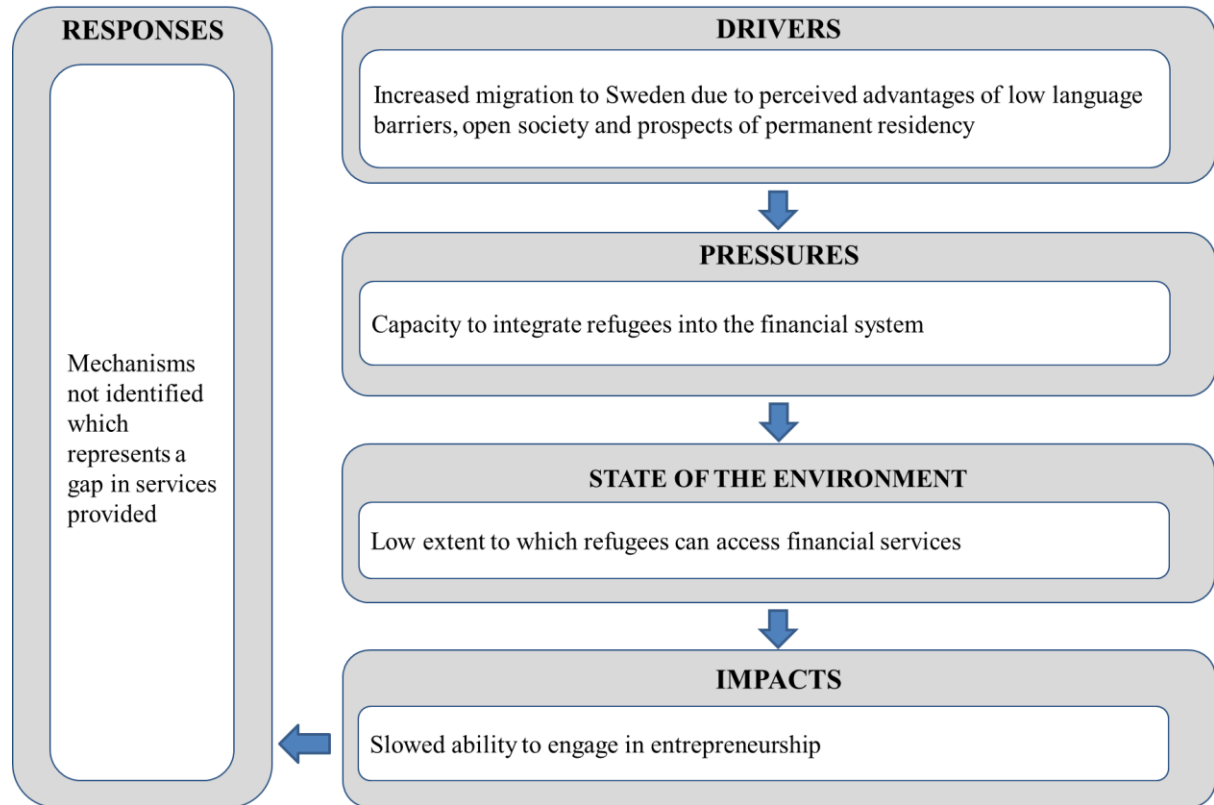 RESPONSES
Mechanisms
not identified
which
represents a
gap in services
provided
DRIVERS
Increased migration to Sweden due to perceived advantages of low language
barriers, open society and prospects of permanent residency
PRESSURES
Capacity to integrate refugees into the financial system
STATE OF THE ENVIRONMENT
Low extent to which refugees can access financial services
IMPACTS
Slowed ability to engage in entrepreneurship